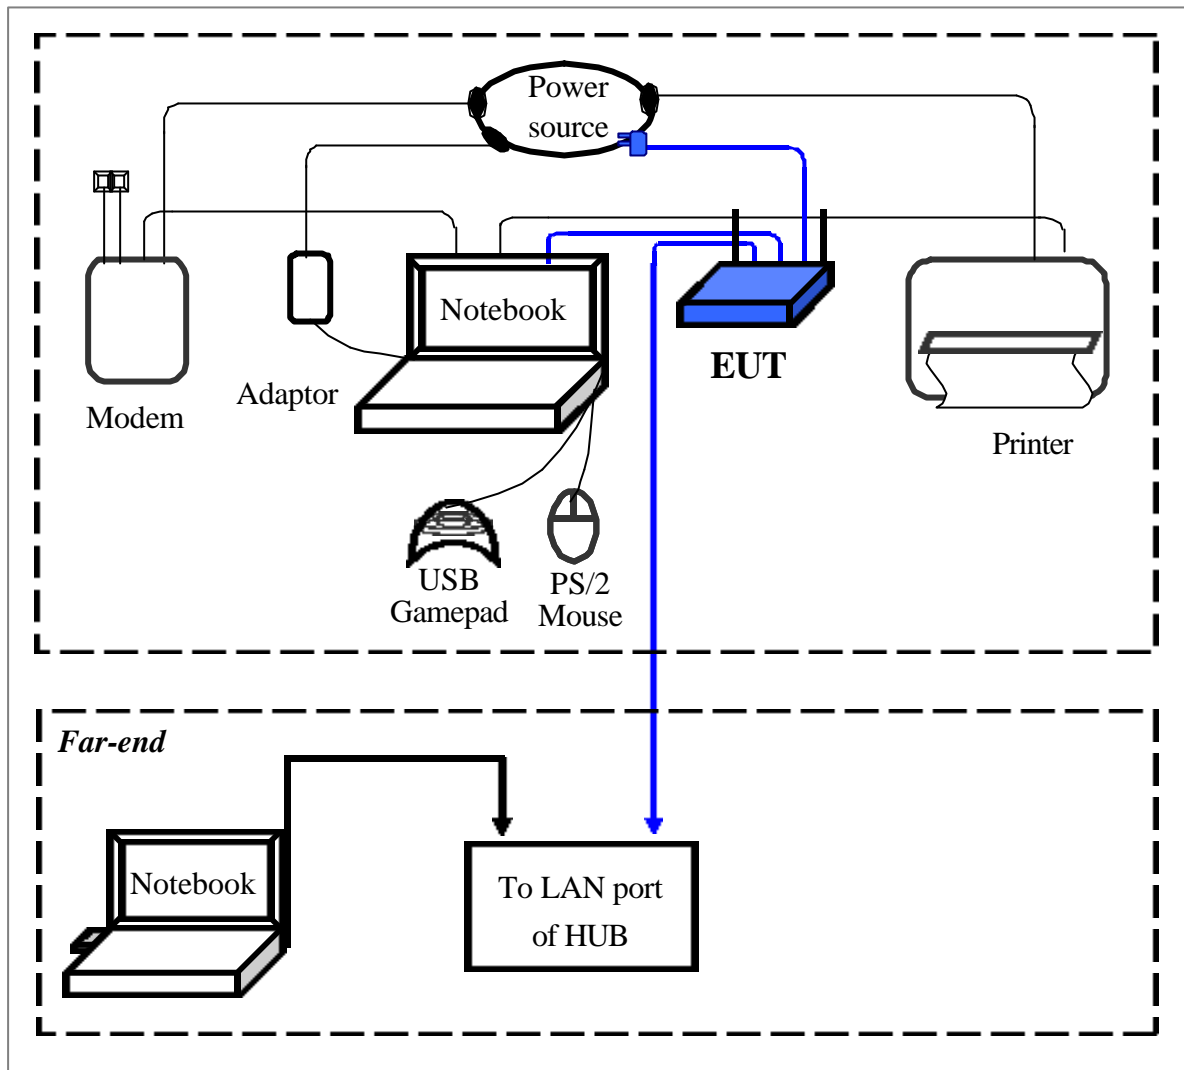 Power
source
Notebook
EUT
Adaptor
Modem
Printer
USB
Gamepad
PS/2
Mouse
Far-end
Notebook
To LAN port
of HUB